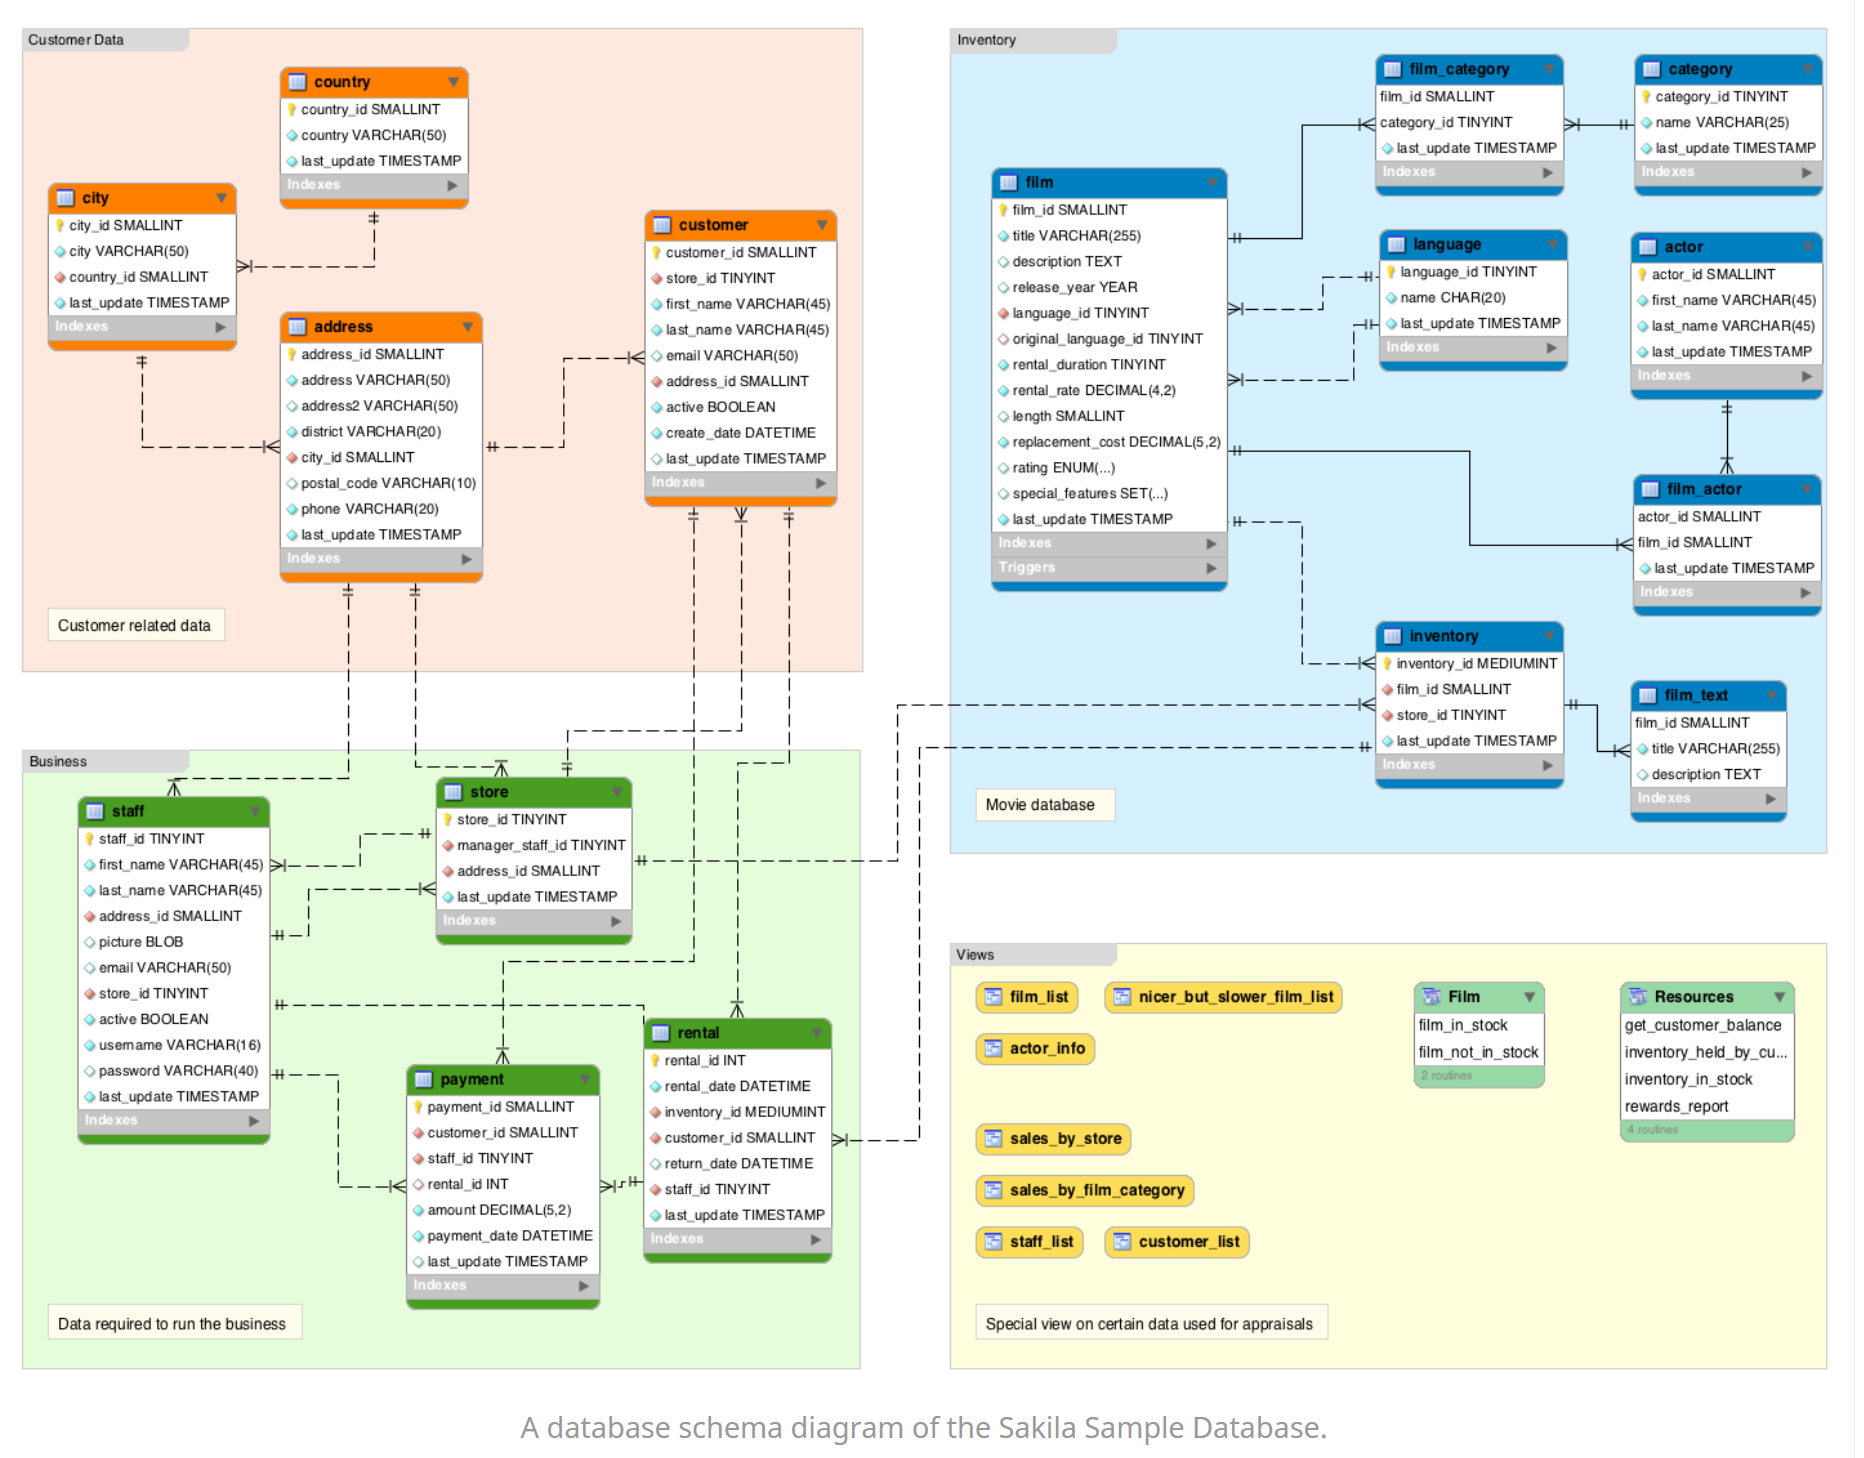 Customer Data
country
country_id SMALLINT
country VARCHAR(50)
last_update TIMESTAMP
Indexes
city
city_id SMALLINT
city VARCHAR(50)
country_id SMALLINT
last_update TIMESTAMP
Indexes
address
address_id SMALLINT
address VARCHAR(50)
address2 VARCHAR(50)
district VARCHAR(20)
city_id SMALLINT
postal_code VARCHAR(10)
phone VARCHAR(20)
last_update TIMESTAMP
Indexes
customer
customer_id SMALLINT
store_id TINYINT
first_name VARCHAR(45)
last_name VARCHAR(45)
email VARCHAR(50)
address_id SMALLINT
active BOOLEAN
create_date DATETIME
last_update TIMESTAMP
Indexes
Customer related data
Inventory
film
film_id SMALLINT
title VARCHAR(255)
description TEXT
release_year YEAR
language_id TINYINT
original_language_id TINYINT
rental_duration TINYINT
rental_rate DECIMAL(4,2)
length SMALLINT
replacement_cost DECIMAL(5,2)
rating ENUM(...)
special_features SET(...)
last_update TIMESTAMP
Indexes
Triggers
film_category
film_id SMALLINT
category_id TINYINT
last_update TIMESTAMP
Indexes
category
category_id TINYINT
name VARCHAR(25)
last_update TIMESTAMP
Indexes
language
language_id TINYINT
name CHAR(20)
last_update TIMESTAMP
Indexes
actor
actor_id SMALLINT
first_name VARCHAR(45)
last_name VARCHAR(45)
last_update TIMESTAMP
Indexes
film_actor
actor_id SMALLINT
film_id SMALLINT
last_update TIMESTAMP
Indexes
inventory
inventory_id MEDIUMINT
film_id SMALLINT
store_id TINYINT
last_update TIMESTAMP
Indexes
film_text
film_id SMALLINT
title VARCHAR(255)
description TEXT
Indexes
Movie database
Business
staff
staff_id TINYINT
first_name VARCHAR(45)
last_name VARCHAR(45)
address_id SMALLINT
picture BLOB
email VARCHAR(50)
store_id TINYINT
active BOOLEAN
username VARCHAR(16)
password VARCHAR(40)
last_update TIMESTAMP
Indexes
store
store_id TINYINT
manager_staff_id TINYINT
address_id SMALLINT
last_update TIMESTAMP
Indexes
payment
payment_id SMALLINT
customer_id SMALLINT
staff_id TINYINT
rental_id INT
amount DECIMAL(5,2)
payment_date DATETIME
last_update TIMESTAMP
Indexes
rental
rental_id INT
rental_date DATETIME
inventory_id MEDIUMINT
customer_id SMALLINT
return_date DATETIME
staff_id TINYINT
last_update TIMESTAMP
Indexes
Data required to run the business
Views
film_list
nicer_but_slower_film_list
actor_info
sales_by_store
sales_by_film_category
staff_list
customer_list
Film
film_in_stock
film_not_in_stock
2 routines
Resources
get_customer_balance
inventory_held_by_cu...
inventory_in_stock
rewards_report
4 routines
Special view on certain data used for appraisals
A database schema diagram of the Sakila Sample Database.